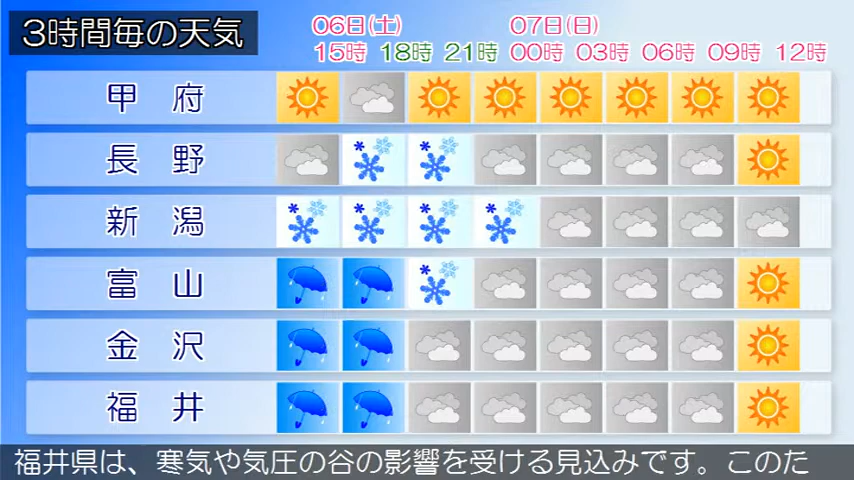 3時間毎の天気
06日(土) 07日(日)
15時 18時 21時 00時 03時 06時 09時 12時
甲府
長野
新潟
富山
金沢
福井
福井県は、寒気や気圧の谷の影響を受ける見込みです。このた